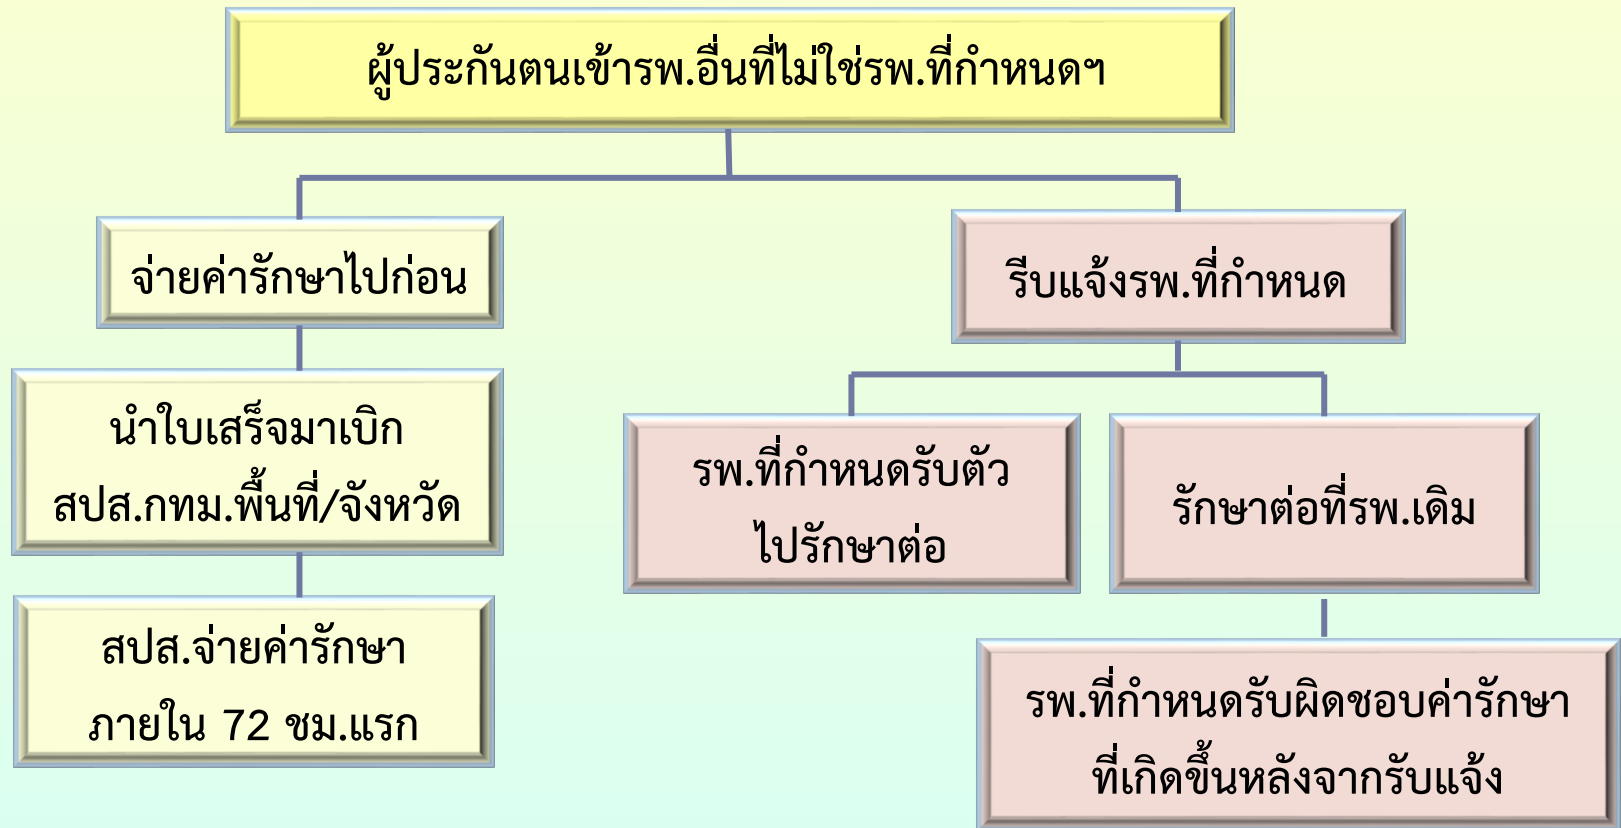 ผู้ประกันตนเข้ารพ.อื่นที่ไม่ใช่รพ.ที่กำหนดฯ
จ่ายค่ารักษาไปก่อน
นำใบเสร็จมาเบิก
สปส.กทม.พื้นที่/จังหวัด
สปส.จ่ายค่ารักษา
ภายใน 72 ชม.แรก
รีบแจ้งรพ.ที่กำหนด
รพ.ที่กำหนดรับตัว
ไปรักษาต่อ
รักษาต่อที่รพ.เดิม
รพ.ที่กำหนดรับผิดชอบค่ารักษา
ที่เกิดขึ้นหลังจากรับแจ้ง